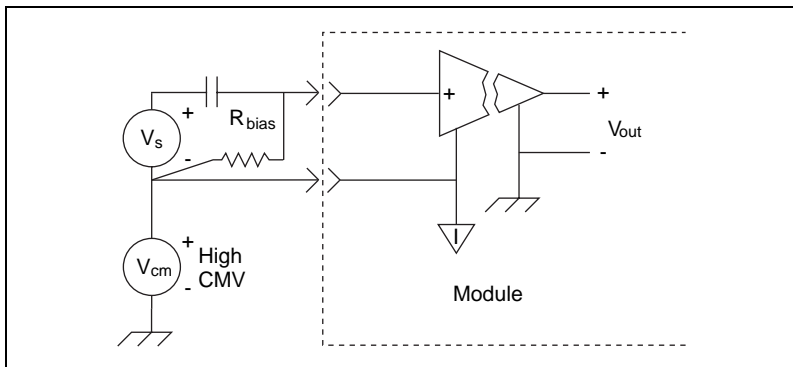 +
R bias
+
+
V s
-
V out
-
I
V cm
+
High
CMV
-
Module